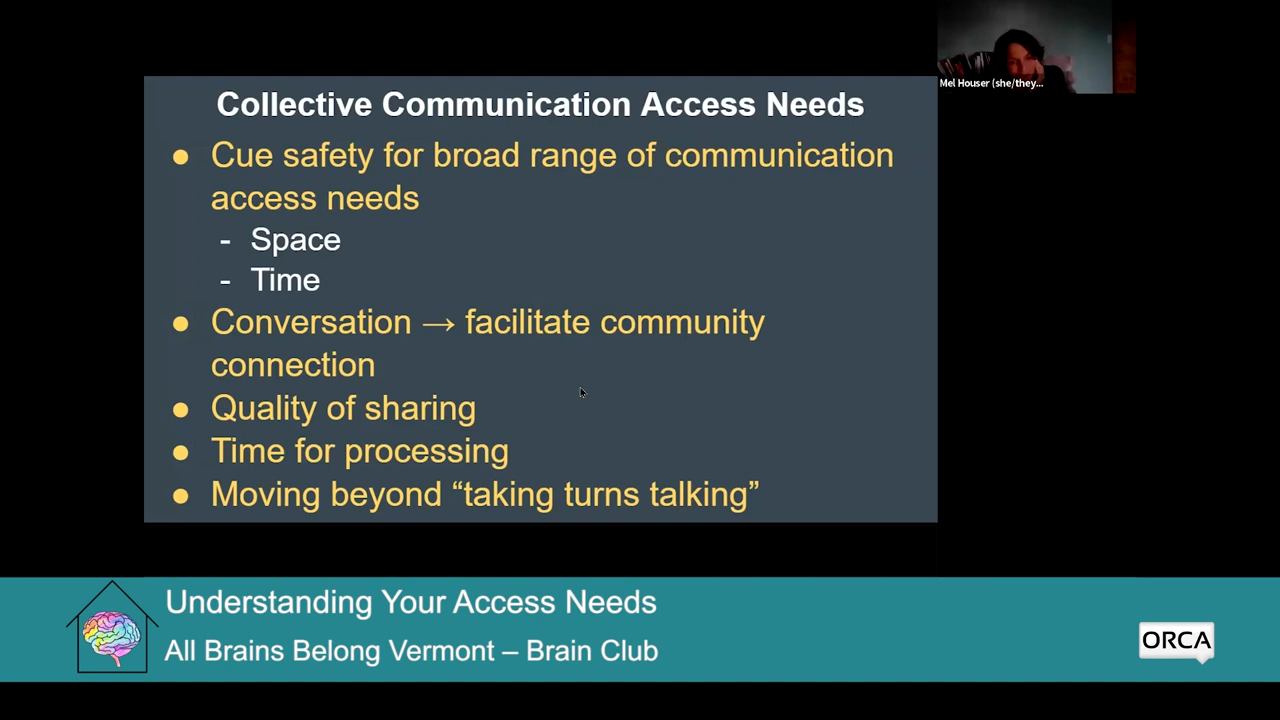 Mel Houser (she/they...
Collective Communication Access Needs
● Cue safety for broad range of communication
access needs
- Space
- Time
● Conversation → facilitate community
connection
● Quality of sharing
● Time for processing
● Moving beyond “taking turns talking”
Understanding Your Access Needs
All Brains Belong Vermont – Brain Club
ORCA